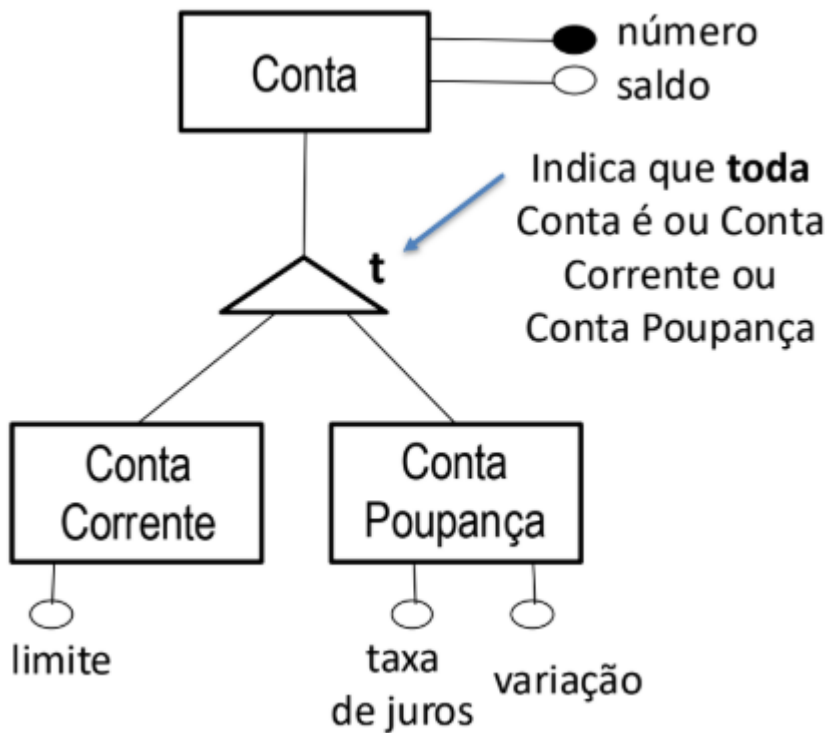 Conta
número
saldo
t
Indica que toda
Conta é ou Conta
Corrente ou
Conta Poupança
Conta
Corrente
Conta
Poupança
limite
taxa
de juros
variação